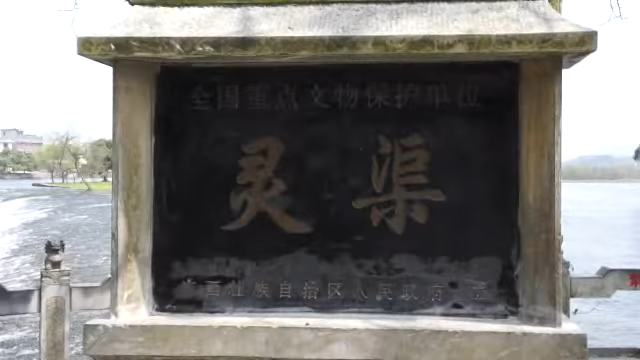 全国重点文物保护单位
灵渠
西壮族自治区人民政府